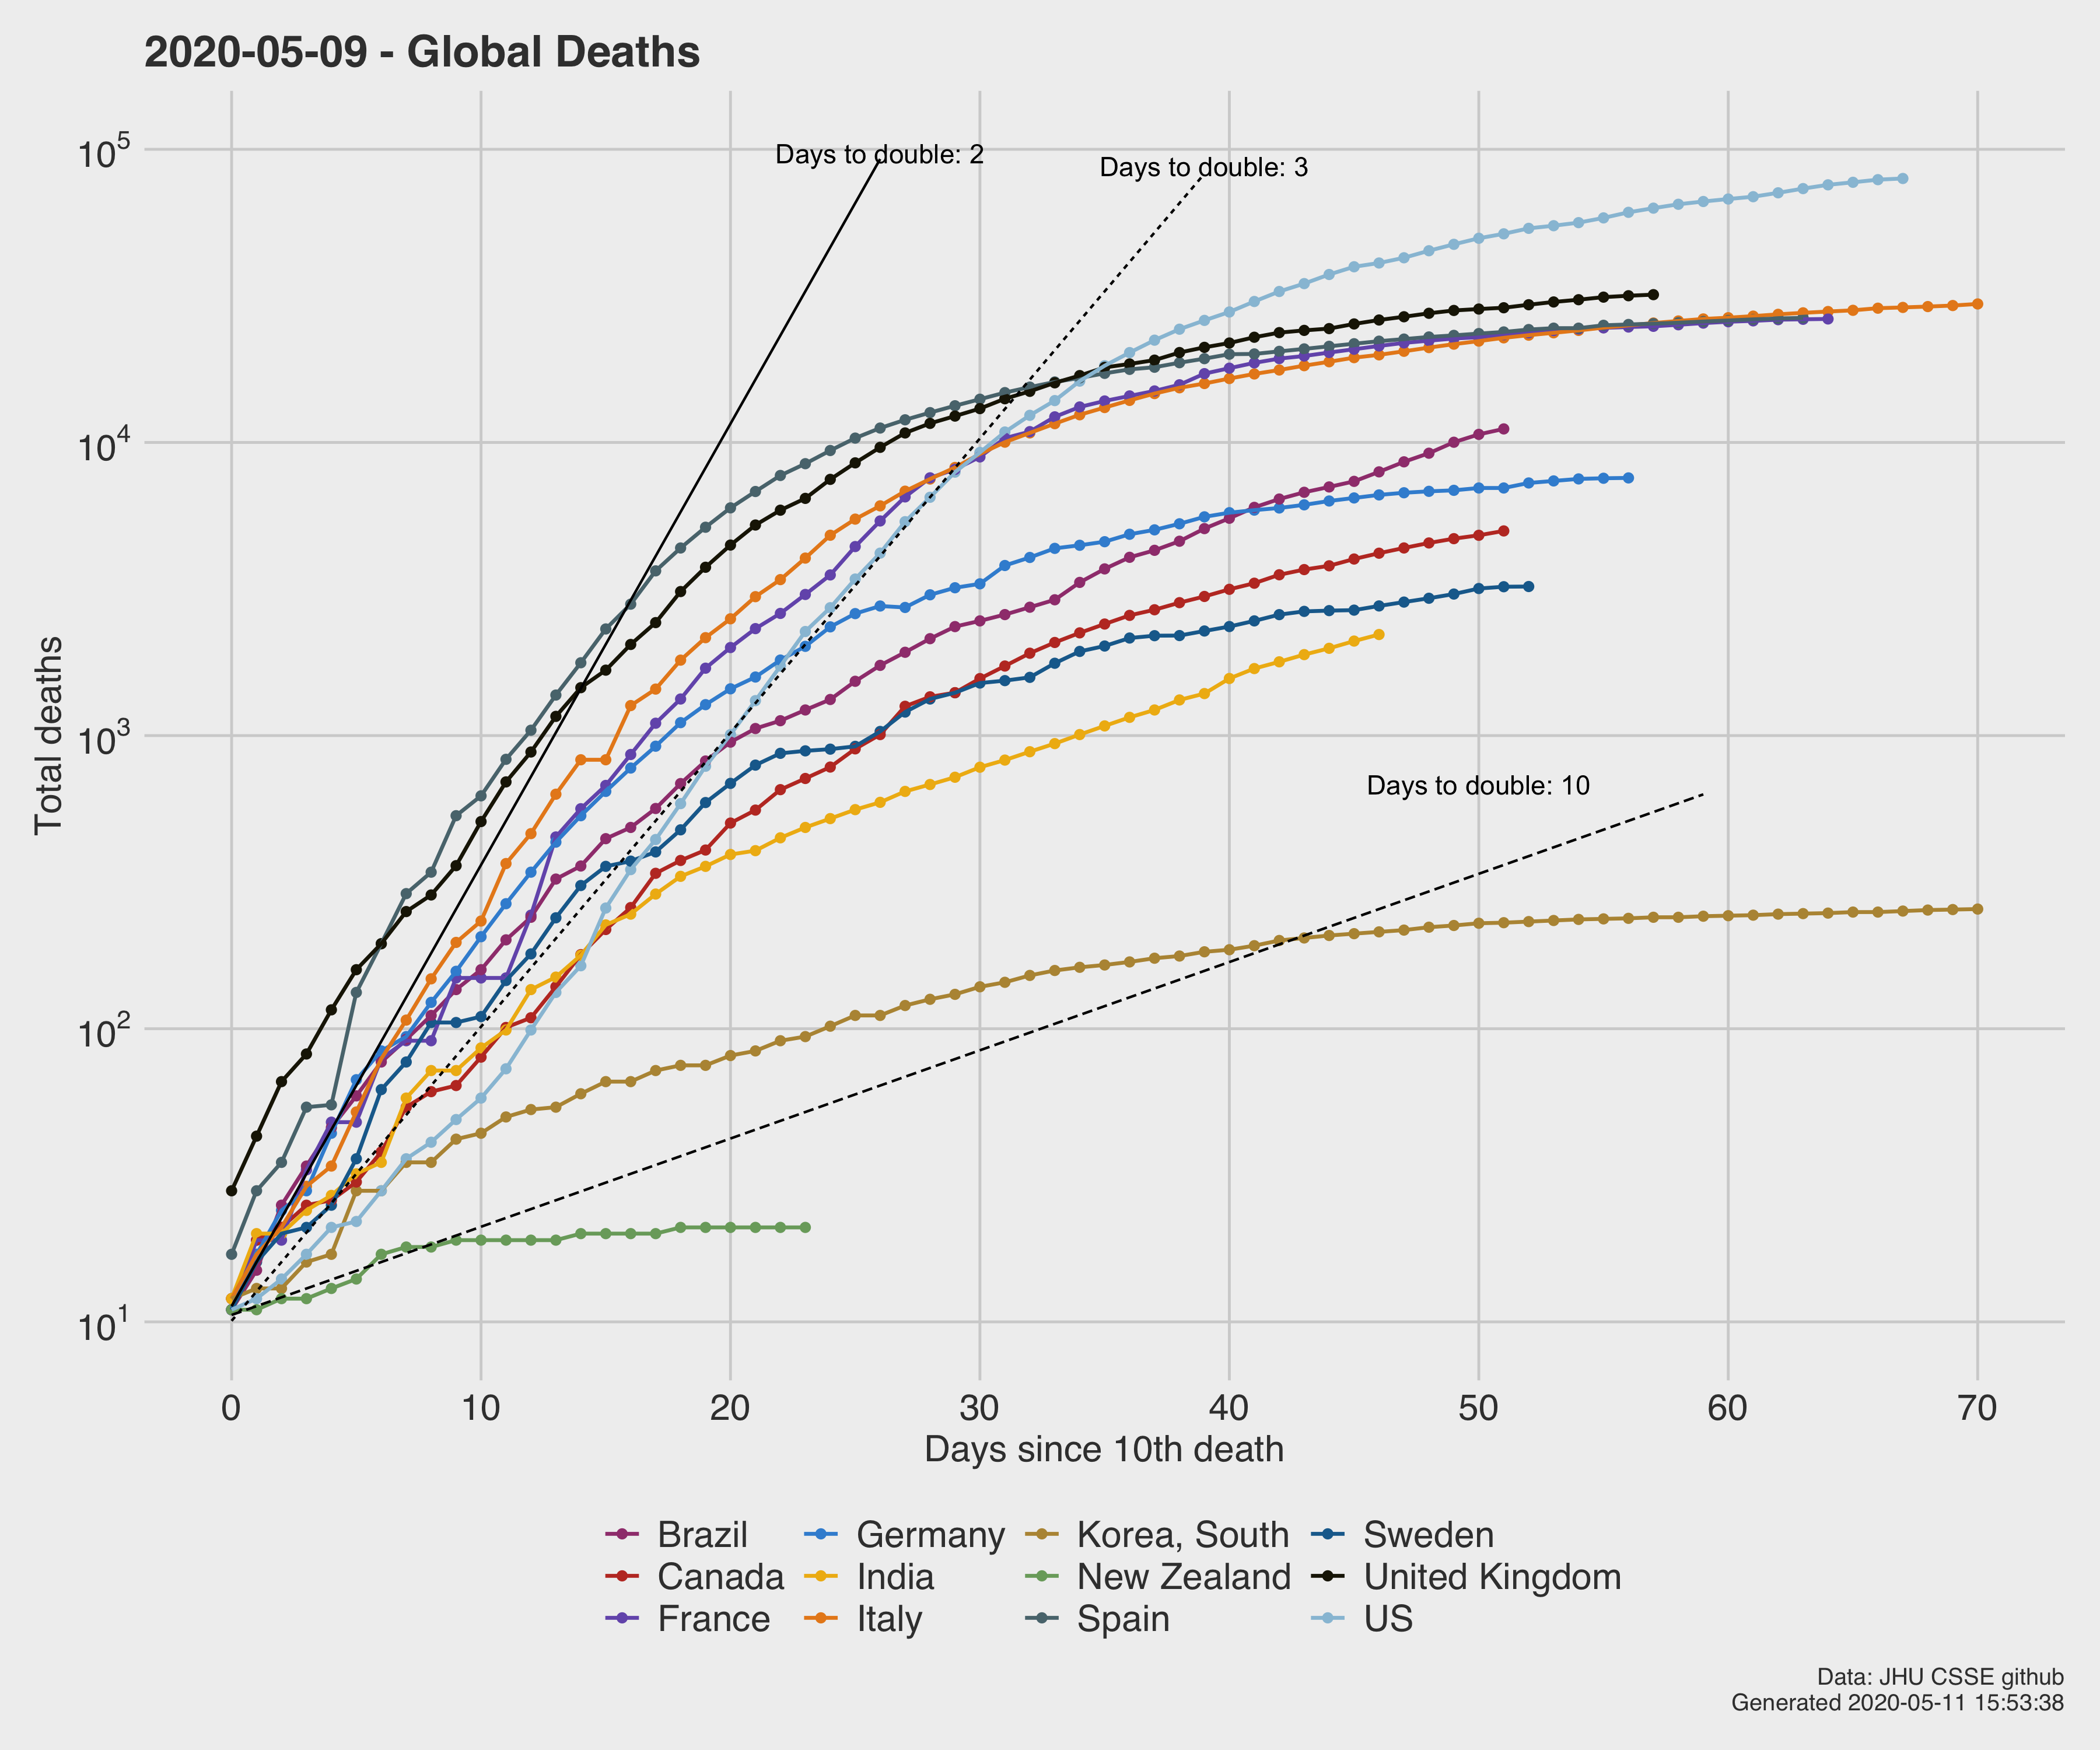 2020-05-09 - Global Deaths
10^5
Days to double: 2
Days to double: 3
10^4
10^3
Days to double: 10
10^2
10^1
Total deaths
0 10 20 30 40 50 60 70
Days since 10th death
Brazil Germany Korea, South Sweden
Canada India New Zealand United Kingdom
France Italy Spain US
Data: JHU CSSE github
Generated 2020-05-11 15:53:38